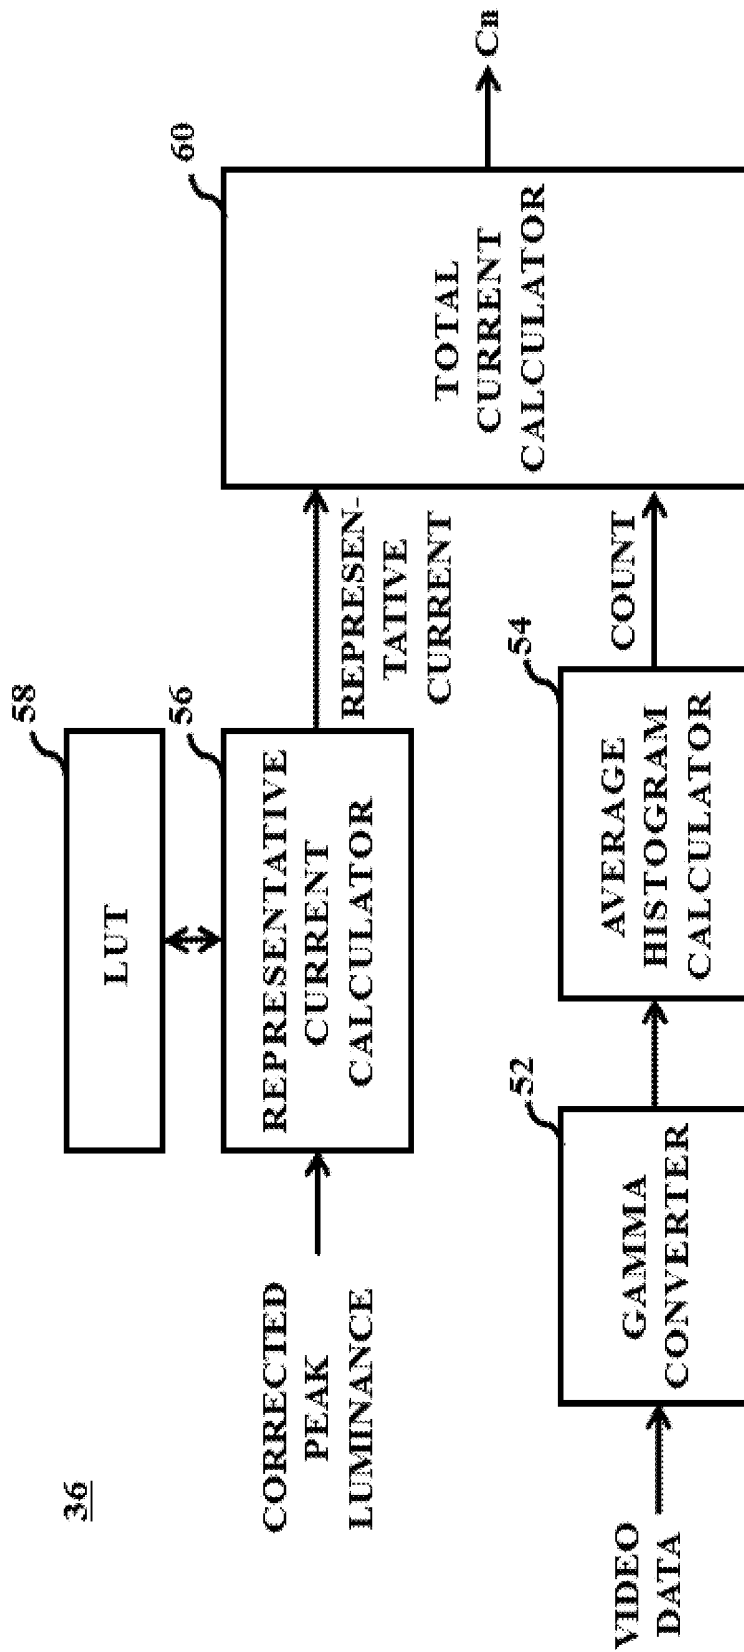 36
58
LUT
56
CORRECTED
PEAK
LUMINANCE
REPRESENTATIVE
CURRENT
CALCULATOR
REPRESEN-
TATIVE
CURRENT
60
TOTAL
CURRENT
CALCULATOR
Cn
VIDEO
DATA
52
GAMMA
CONVERTER
54
AVERAGE
HISTOGRAM
CALCULATOR
COUNT